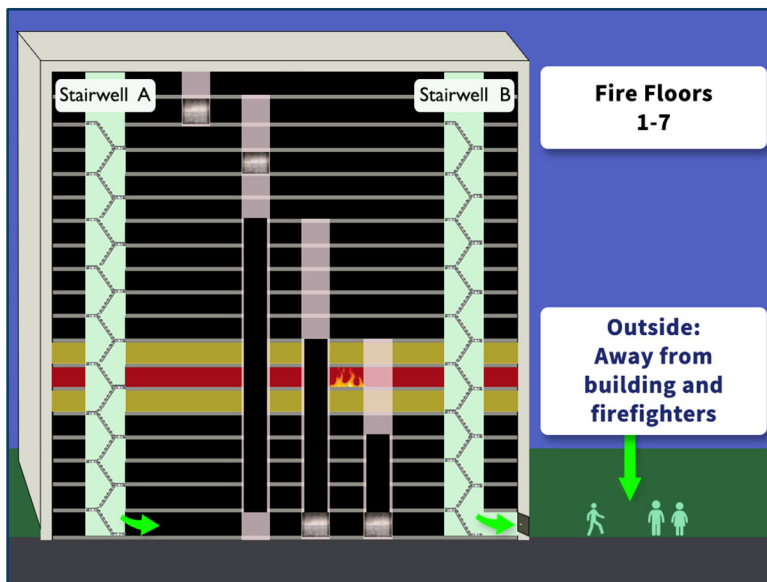 Stairwell A
Stairwell B
Fire Floors
1-7
Outside:
Away from
building and
firefighters